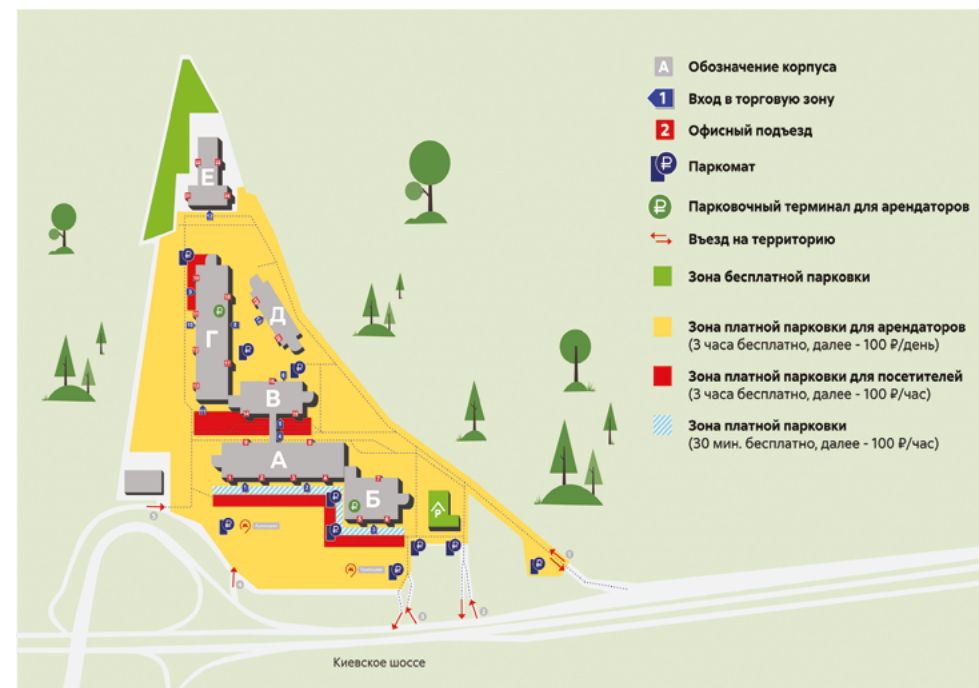 А Обозначение корпуса
1 Вход в торговую зону
2 Офисный подъезд
₽ Паркомат
₽ Парковочный терминал для арендаторов
Въезд на территорию
Зона бесплатной парковки
Зона платной парковки для арендаторов
(3 часа бесплатно, далее - 100 ₽/день)
Зона платной парковки для посетителей
(3 часа бесплатно, далее - 100 ₽/час)
Зона платной парковки
(30 мин. бесплатно, далее - 100 ₽/час)
Е
Д
Г
В
А
Б
Р
Киевское шоссе